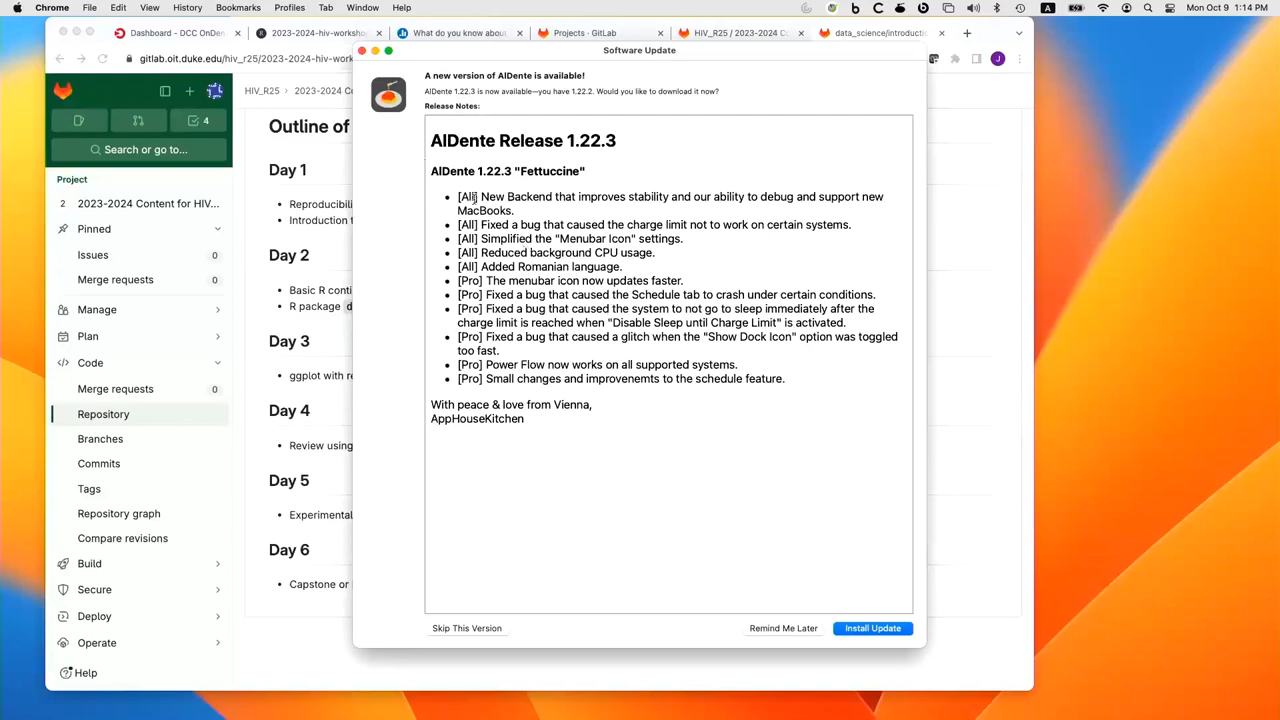 Chrome File Edit View History Bookmarks Profiles Tab Window Help
Mon Oct 9 1:14 PM
Dashboard - DCC OnDen
2023-2024-hiv-workshop
What do you know about
Projects · GitLab
HIV_R25 / 2023-2024 Co
data_science/introducti
gitlab.oit.duke.edu/hiv_r25/2023-2024-hiv-work
J
4
Search or go to...
Project
2 2023-2024 Content for HIV...
Pinned
Issues 0
Merge requests 0
Manage
Plan
Code
Merge requests 0
Repository
Branches
Commits
Tags
Repository graph
Compare revisions
Build
Secure
Deploy
Operate
Help
HIV_R25 › 2023-2024 Co
Outline of
Day 1
Reproducibili
Introduction t
Day 2
Basic R conti
R package d
Day 3
ggplot with re
Day 4
Review using
Day 5
Experimental
Day 6
Capstone or
Software Update
A new version of AlDente is available!
AlDente 1.22.3 is now available—you have 1.22.2. Would you like to download it now?
Release Notes:
AlDente Release 1.22.3
AlDente 1.22.3 "Fettuccine"
[All] New Backend that improves stability and our ability to debug and support new
MacBooks.
[All] Fixed a bug that caused the charge limit not to work on certain systems.
[All] Simplified the "Menubar Icon" settings.
[All] Reduced background CPU usage.
[All] Added Romanian language.
[Pro] The menubar icon now updates faster.
[Pro] Fixed a bug that caused the Schedule tab to crash under certain conditions.
[Pro] Fixed a bug that caused the system to not go to sleep immediately after the
charge limit is reached when "Disable Sleep until Charge Limit" is activated.
[Pro] Fixed a bug that caused a glitch when the "Show Dock Icon" option was toggled
too fast.
[Pro] Power Flow now works on all supported systems.
[Pro] Small changes and improvenemts to the schedule feature.
With peace & love from Vienna,
AppHouseKitchen
Skip This Version
Remind Me Later
Install Update